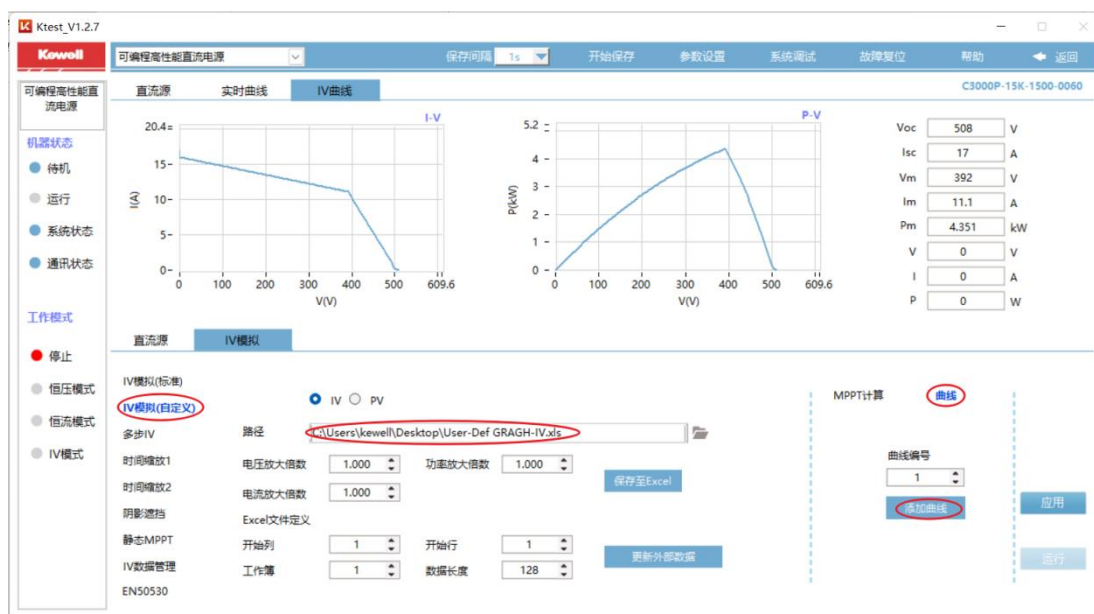 Ktest_V1.2.7
Kewell
可编程高性能直流电源
保存间隔 1s 开始保存 参数设置 系统调试 故障复位 帮助 返回
可编程高性能直
流电源
机器状态
待机
运行
系统状态
通讯状态
工作模式
停止
恒压模式
恒流模式
IV模式
直流源 实时曲线 IV曲线
C3000P-15K-1500-0060
I-V
20.4
15
10
5
0
I(A)
0 100 200 300 400 500 609.6
V(V)
P-V
5.2
4
3
2
1
0
P(kW)
0 100 200 300 400 500 609.6
V(V)
Voc 508 V
Isc 17 A
Vm 392 V
Im 11.1 A
Pm 4.351 kW
V 0 V
I 0 A
P 0 W
直流源 IV模拟
IV模拟(标准)
IV模拟(自定义)
多步IV
时间缩放1
时间缩放2
阴影遮挡
静态MPPT
IV数据管理
EN50530
IV PV
路径 C:\Users\kewell\Desktop\User-Def GRAGH-IV.xls
电压放大倍数 1.000 功率放大倍数 1.000
保存至Excel
电流放大倍数 1.000
Excel文件定义
开始列 1 开始行 1
更新外部数据
工作簿 1 数据长度 128
MPPT计算 曲线
曲线编号
1
添加曲线
应用
运行